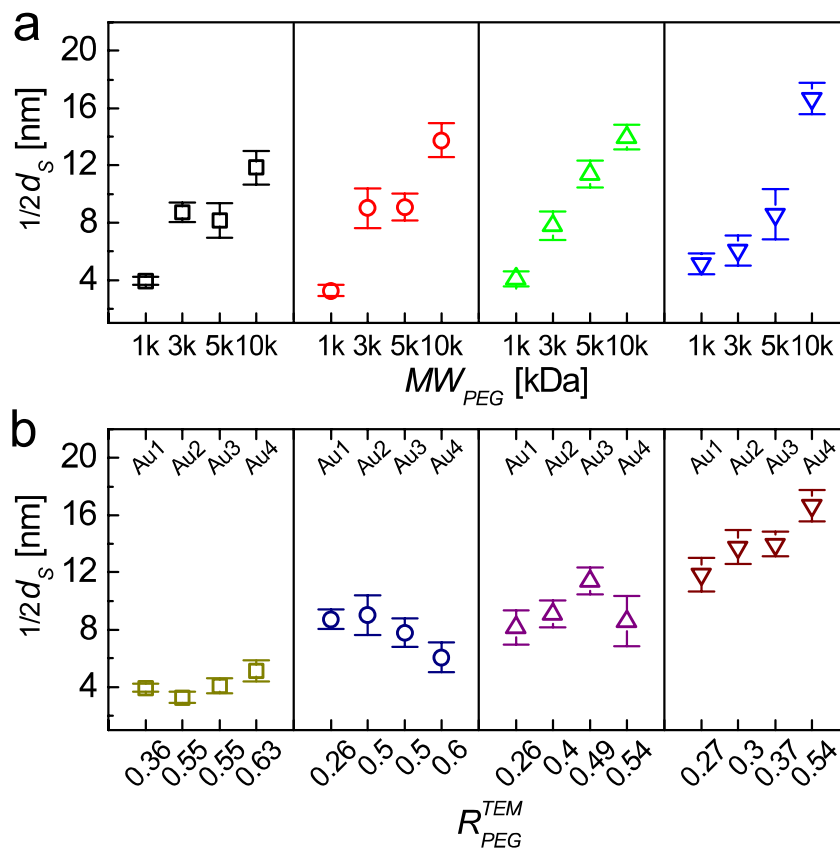 a
1/2d_S [nm]
20
16
12
8
4
1k 3k 5k10k 1k 3k 5k10k 1k 3k 5k10k 1k 3k 5k10k
MW_PEG [kDa]
b
1/2d_S [nm]
Au1 Au2 Au3 Au4 Au1 Au2 Au3 Au4 Au1 Au2 Au3 Au4 Au1 Au2 Au3 Au4
20
16
12
8
4
0.36 0.55 0.55 0.63 0.26 0.5 0.5 0.6 0.26 0.4 0.49 0.54 0.27 0.3 0.37 0.54
R_PEG^TEM